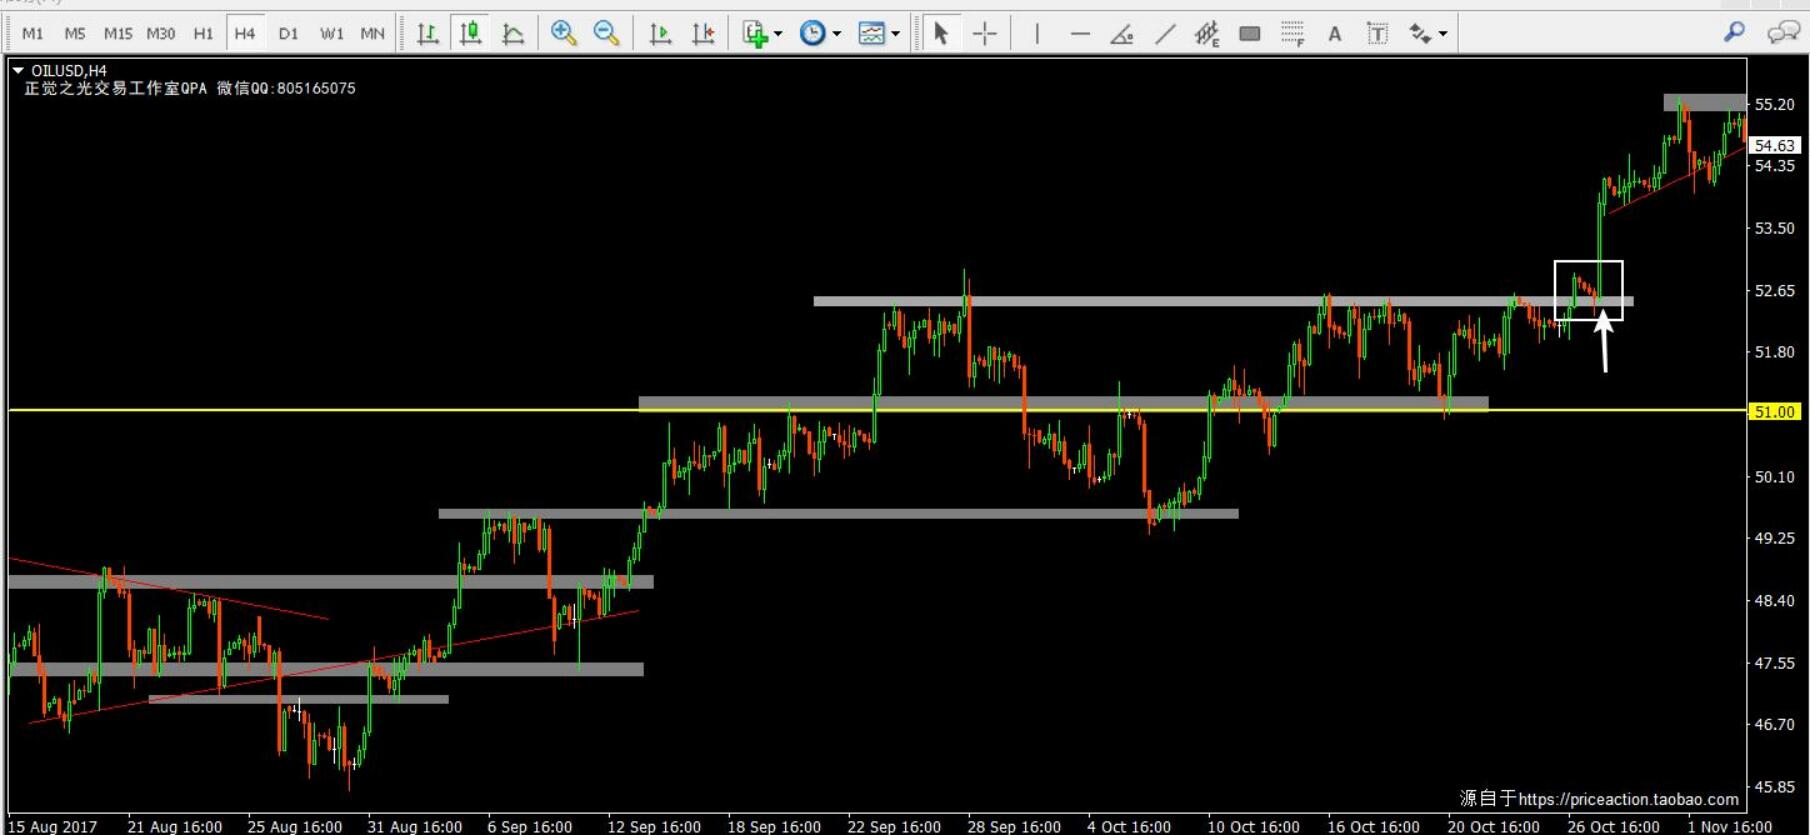 M1 M5 M15 M30 H1 H4 D1 W1 MN E F A T
OILUSD,H4
正觉之光交易工作室QPA 微信QQ:805165075
55.20
54.63
54.35
53.50
52.65
51.80
51.00
50.10
49.25
48.40
47.55
46.70
45.85
源自于https://priceaction.taobao.com
15 Aug 2017 21 Aug 16:00 25 Aug 16:00 31 Aug 16:00 6 Sep 16:00 12 Sep 16:00 18 Sep 16:00 22 Sep 16:00 28 Sep 16:00 4 Oct 16:00 10 Oct 16:00 16 Oct 16:00 20 Oct 16:00 26 Oct 16:00 1 Nov 16:00